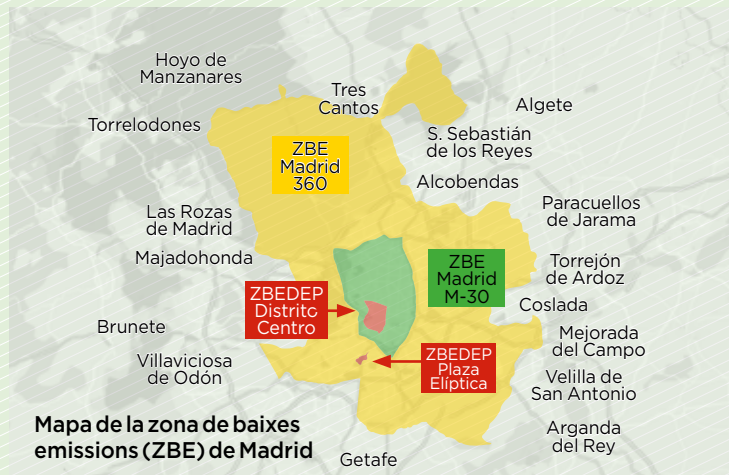 Hoyo de
Manzanares
Tres
Cantos
Algete
Torrelodones
S. Sebastián
de los Reyes
ZBE
Madrid
360
Alcobendas
Paracuellos
de Jarama
Las Rozas
de Madrid
Majadohonda
ZBE
Madrid
M-30
Torrejón
de Ardoz
ZBEDEP
Distrito
Centro
Coslada
Brunete
Mejorada
del Campo
Villaviciosa
de Odón
ZBEDEP
Plaza
Elíptica
Velilla de
San Antonio
Mapa de la zona de baixes
emissions (ZBE) de Madrid
Arganda
del Rey
Getafe